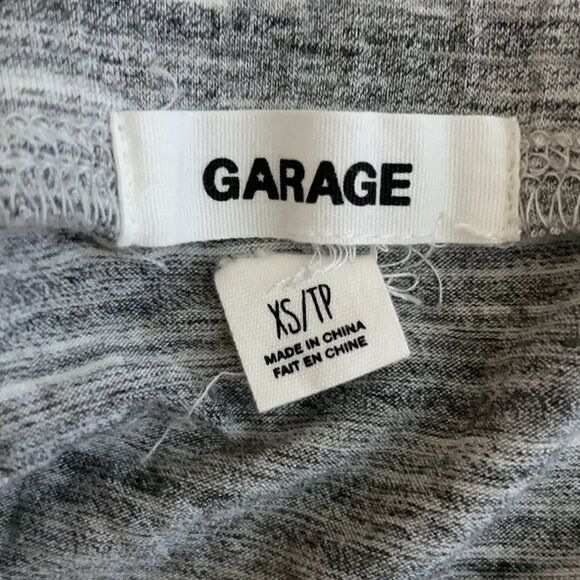 GARAGE
XS/TP
MADE IN CHINA
FAIT EN CHINE